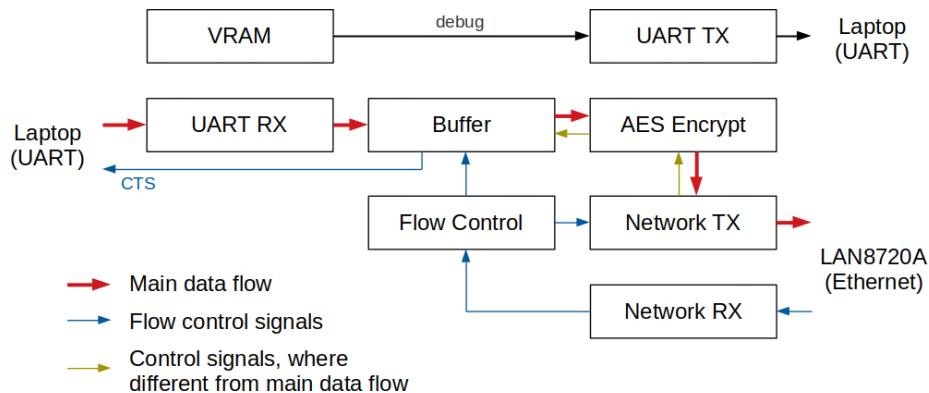 VRAM
debug
UART TX
Laptop
(UART)
Laptop
(UART)
UART RX
Buffer
AES Encrypt
CTS
Flow Control
Network TX
LAN8720A
(Ethernet)
Network RX
Main data flow
Flow control signals
Control signals, where
different from main data flow